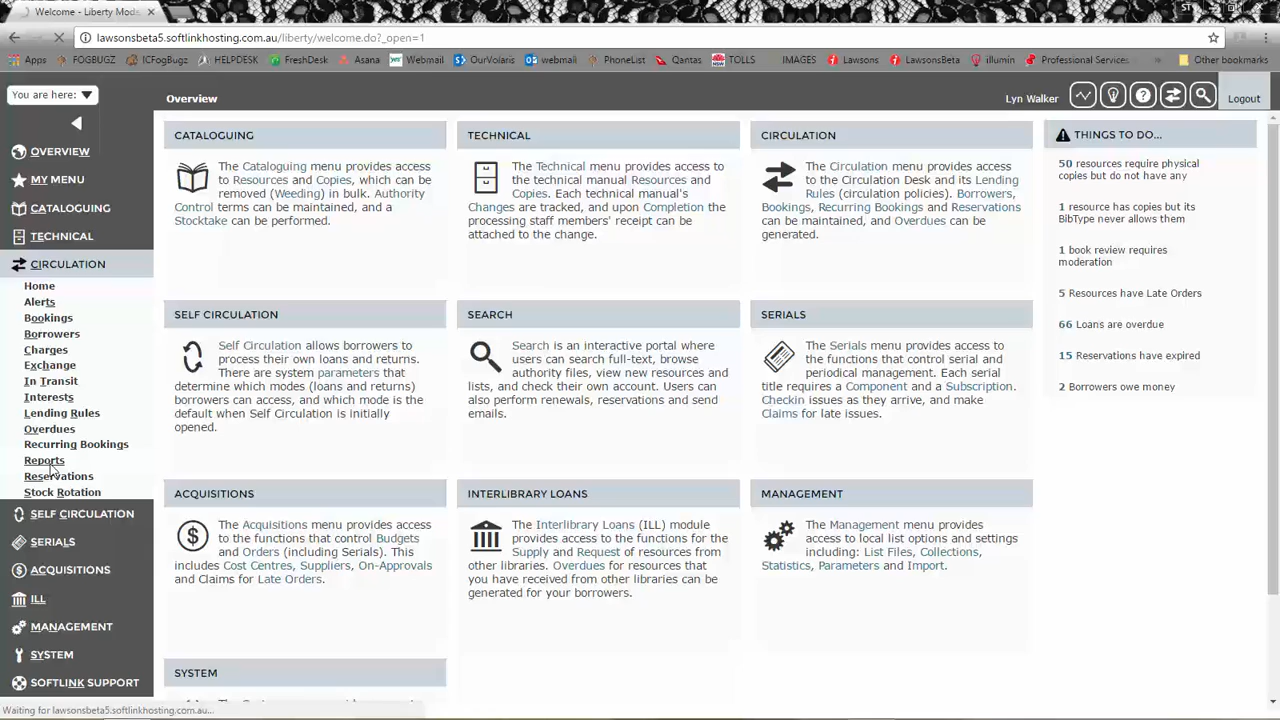 Welcome - Liberty Mod
lawsonsbeta5.softlinkhosting.com.au/liberty/welcome.do?_open=1
Apps FOGBUGZ ICFogBugz HELPDESK FreshDesk Asana Webmail OurVolaris webmail PhoneList Qantas TOLLS IMAGES Lawsons LawsonsBeta illumin Professional Services Other bookmarks
You are here:
Overview
Lyn Walker
Logout
OVERVIEW
MY MENU
CATALOGUING
TECHNICAL
CIRCULATION
Home
Alerts
Bookings
Borrowers
Charges
Exchange
In Transit
Interests
Lending Rules
Overdues
Recurring Bookings
Reports
Reservations
Stock Rotation
SELF CIRCULATION
SERIALS
ACQUISITIONS
ILL
MANAGEMENT
SYSTEM
SOFTLINK SUPPORT
CATALOGUING
The Cataloguing menu provides access
to Resources and Copies, which can be
removed (Weeding) in bulk. Authority
Control terms can be maintained, and a
Stocktake can be performed.
TECHNICAL
The Technical menu provides access to
the technical manual Resources and
Copies. Each technical manual's
Changes are tracked, and upon Completion the
processing staff members' receipt can be
attached to the change.
CIRCULATION
The Circulation menu provides access
to the Circulation Desk and its Lending
Rules (circulation policies). Borrowers,
Bookings, Recurring Bookings and Reservations
can be maintained, and Overdues can be
generated.
THINGS TO DO...
50 resources require physical
copies but do not have any
1 resource has copies but its
BibType never allows them
1 book review requires
moderation
5 Resources have Late Orders
66 Loans are overdue
15 Reservations have expired
2 Borrowers owe money
SELF CIRCULATION
Self Circulation allows borrowers to
process their own loans and returns.
There are system parameters that
determine which modes (loans and returns)
borrowers can access, and which mode is the
default when Self Circulation is initially
opened.
SEARCH
Search is an interactive portal where
users can search full-text, browse
authority files, view new resources and
lists, and check their own account. Users can
also perform renewals, reservations and send
emails.
SERIALS
The Serials menu provides access to
the functions that control serial and
periodical management. Each serial
title requires a Component and a Subscription.
Checkin issues as they arrive, and make
Claims for late issues.
ACQUISITIONS
The Acquisitions menu provides access
to the functions that control Budgets
and Orders (including Serials). This
includes Cost Centres, Suppliers, On-Approvals
and Claims for Late Orders.
INTERLIBRARY LOANS
The Interlibrary Loans (ILL) module
provides access to the functions for the
Supply and Request of resources from
other libraries. Overdues for resources that
you have received from other libraries can be
generated for your borrowers.
MANAGEMENT
The Management menu provides
access to local list options and settings
including: List Files, Collections,
Statistics, Parameters and Import.
SYSTEM
Waiting for lawsonsbeta5.softlinkhosting.com.au...